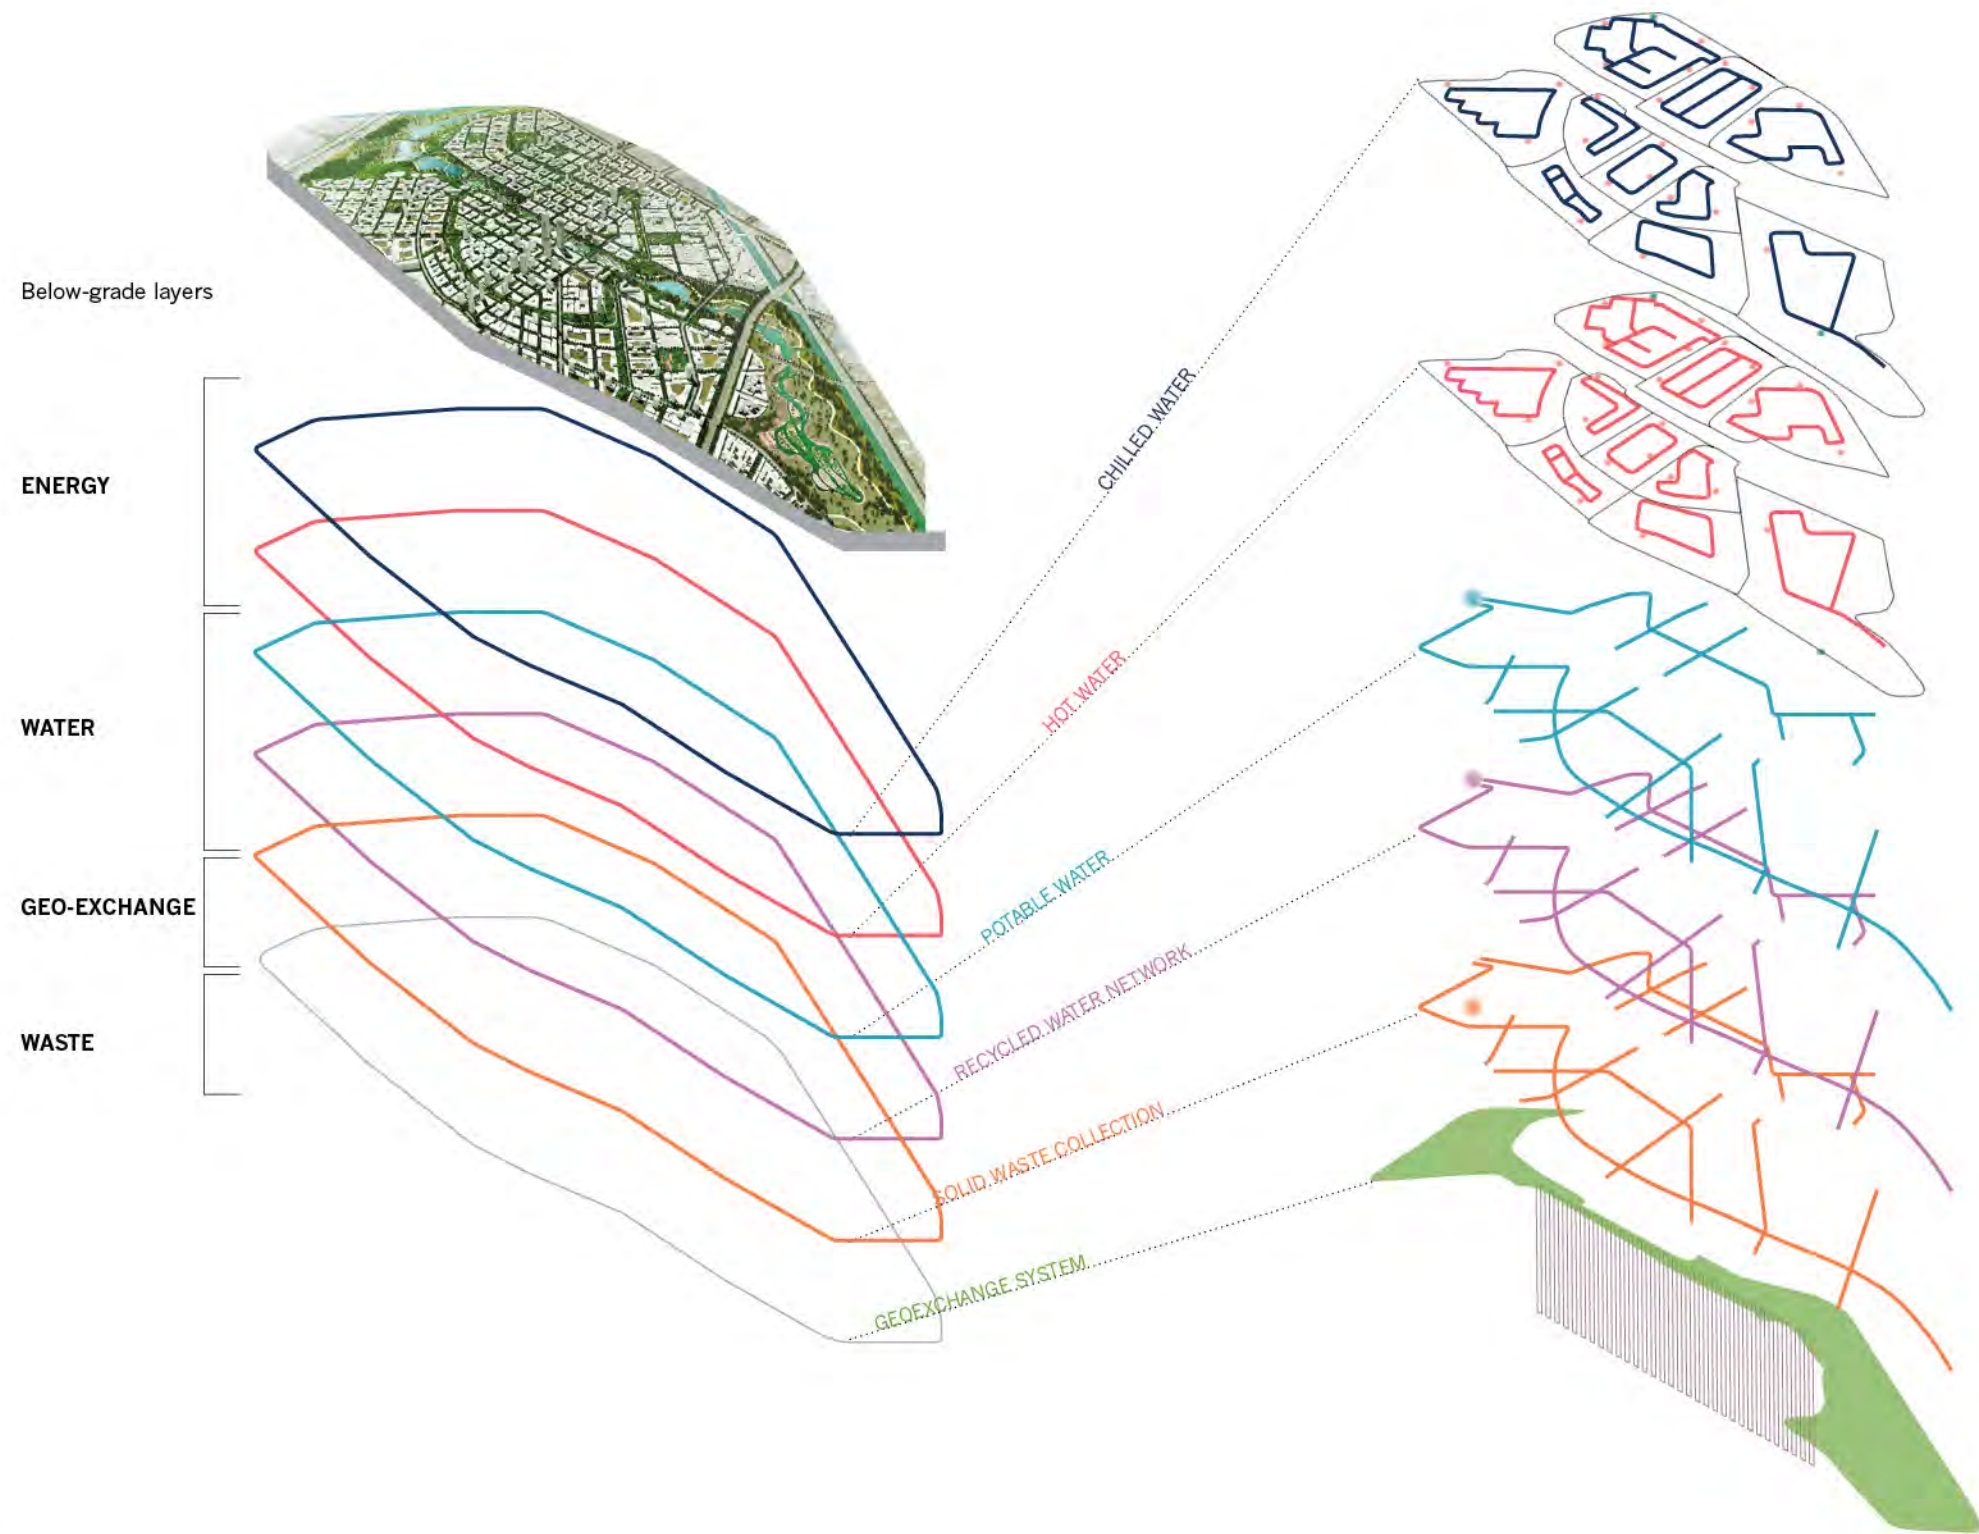 Below-grade layers
ENERGY
WATER
GEO-EXCHANGE
WASTE
CHILLED WATER
HOT WATER
POTABLE WATER
RECYCLED WATER NETWORK
SOLID WASTE COLLECTION
GEOEXCHANGE SYSTEM